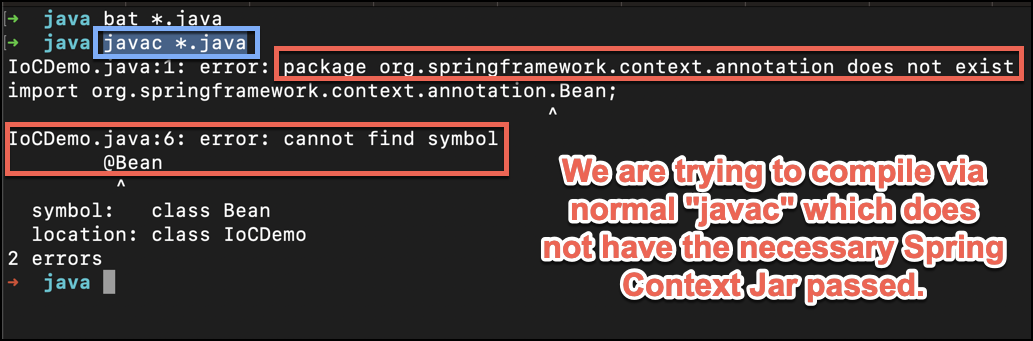 ➜ java bat *.java
➜ java javac *.java
IoCDemo.java:1: error: package org.springframework.context.annotation does not exist
import org.springframework.context.annotation.Bean;
^
IoCDemo.java:6: error: cannot find symbol
@Bean
^
symbol: class Bean
location: class IoCDemo
2 errors
➜ java
We are trying to compile via
normal "javac" which does
not have the necessary Spring
Context Jar passed.